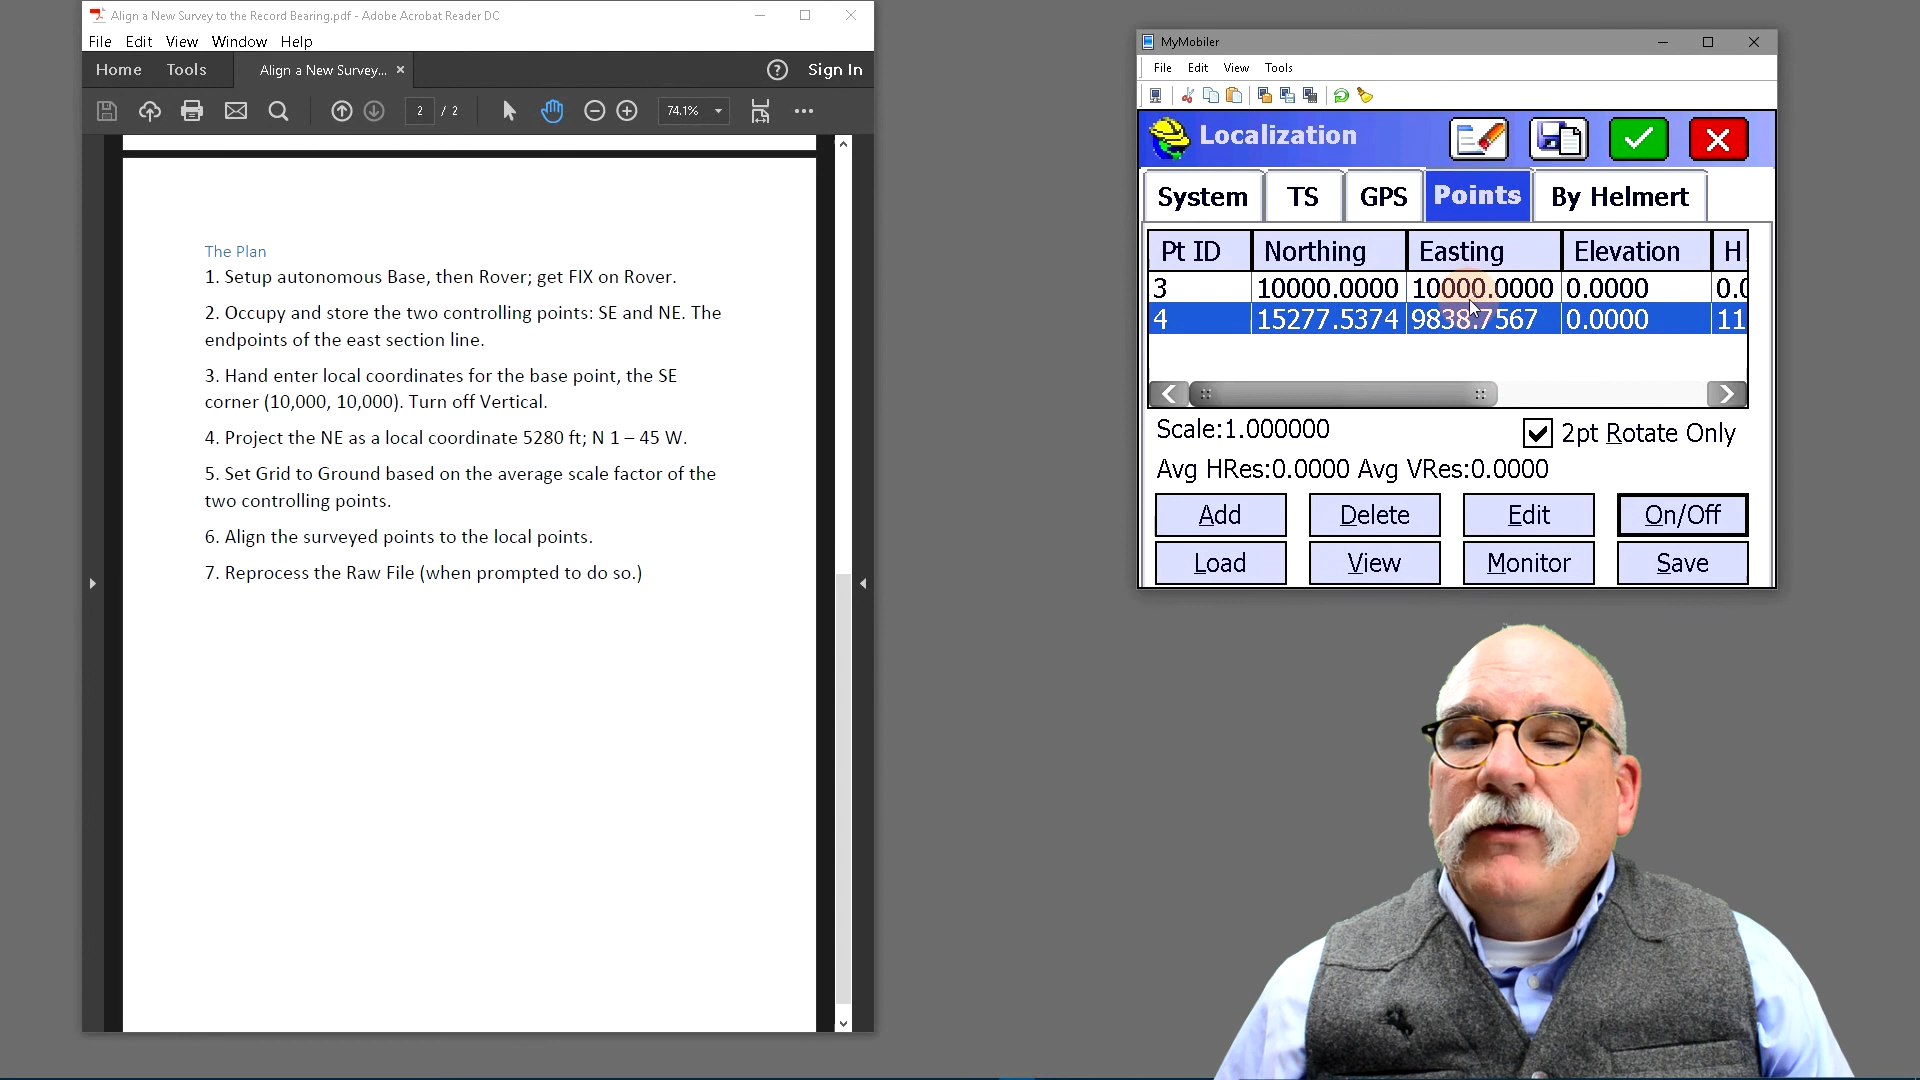 Align a New Survey to the Record Bearing.pdf - Adobe Acrobat Reader DC
File Edit View Window Help
Home Tools Align a New Survey... × Sign In
2 / 2 74.1%
The Plan
1. Setup autonomous Base, then Rover; get FIX on Rover.
2. Occupy and store the two controlling points: SE and NE. The
endpoints of the east section line.
3. Hand enter local coordinates for the base point, the SE
corner (10,000, 10,000). Turn off Vertical.
4. Project the NE as a local coordinate 5280 ft; N 1 – 45 W.
5. Set Grid to Ground based on the average scale factor of the
two controlling points.
6. Align the surveyed points to the local points.
7. Reprocess the Raw File (when prompted to do so.)
MyMobiler
File Edit View Tools
Localization
System TS GPS Points By Helmert
Pt ID Northing Easting Elevation H
3 10000.0000 10000.0000 0.0000 0.0
4 15277.5374 9838.7567 0.0000 11
Scale:1.000000 2pt Rotate Only
Avg HRes:0.0000 Avg VRes:0.0000
Add Delete Edit On/Off
Load View Monitor Save